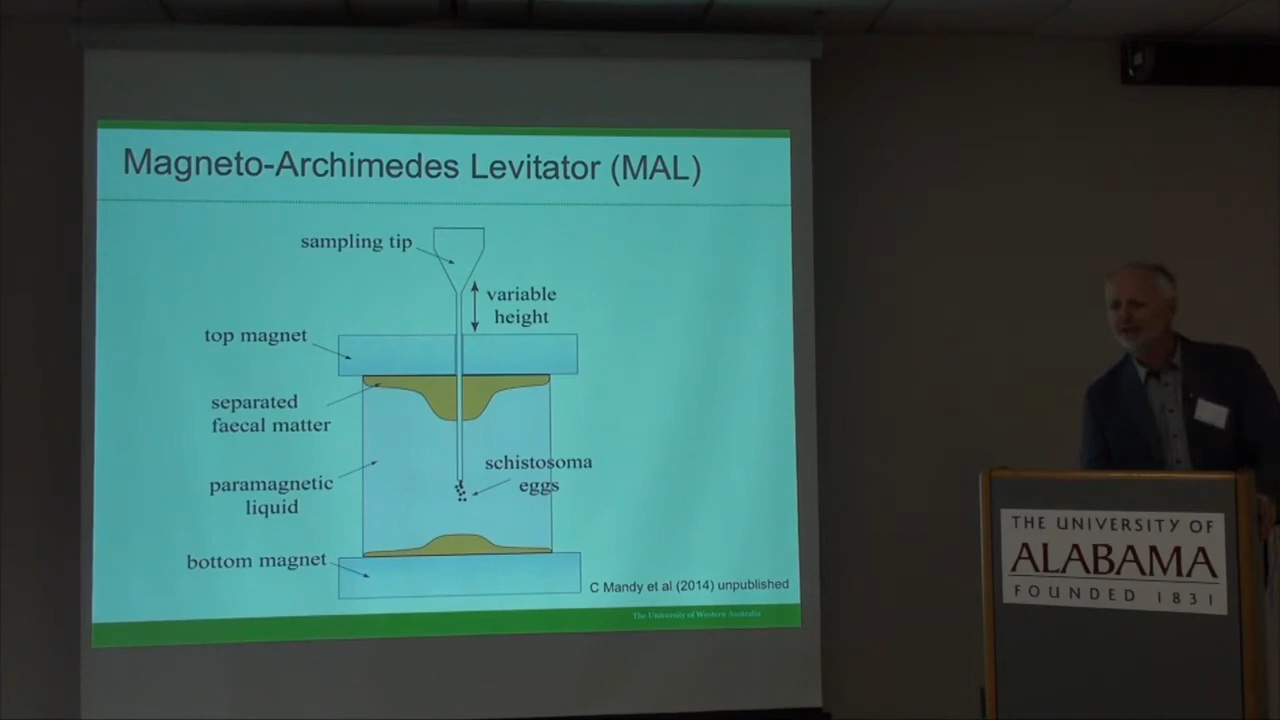 Magneto-Archimedes Levitator (MAL)
sampling tip
variable
height
top magnet
separated
faecal matter
schistosoma
eggs
paramagnetic
liquid
bottom magnet
C Mandy et al (2014) unpublished
The University of Western Australia
THE UNIVERSITY OF
ALABAMA
FOUNDED 1831